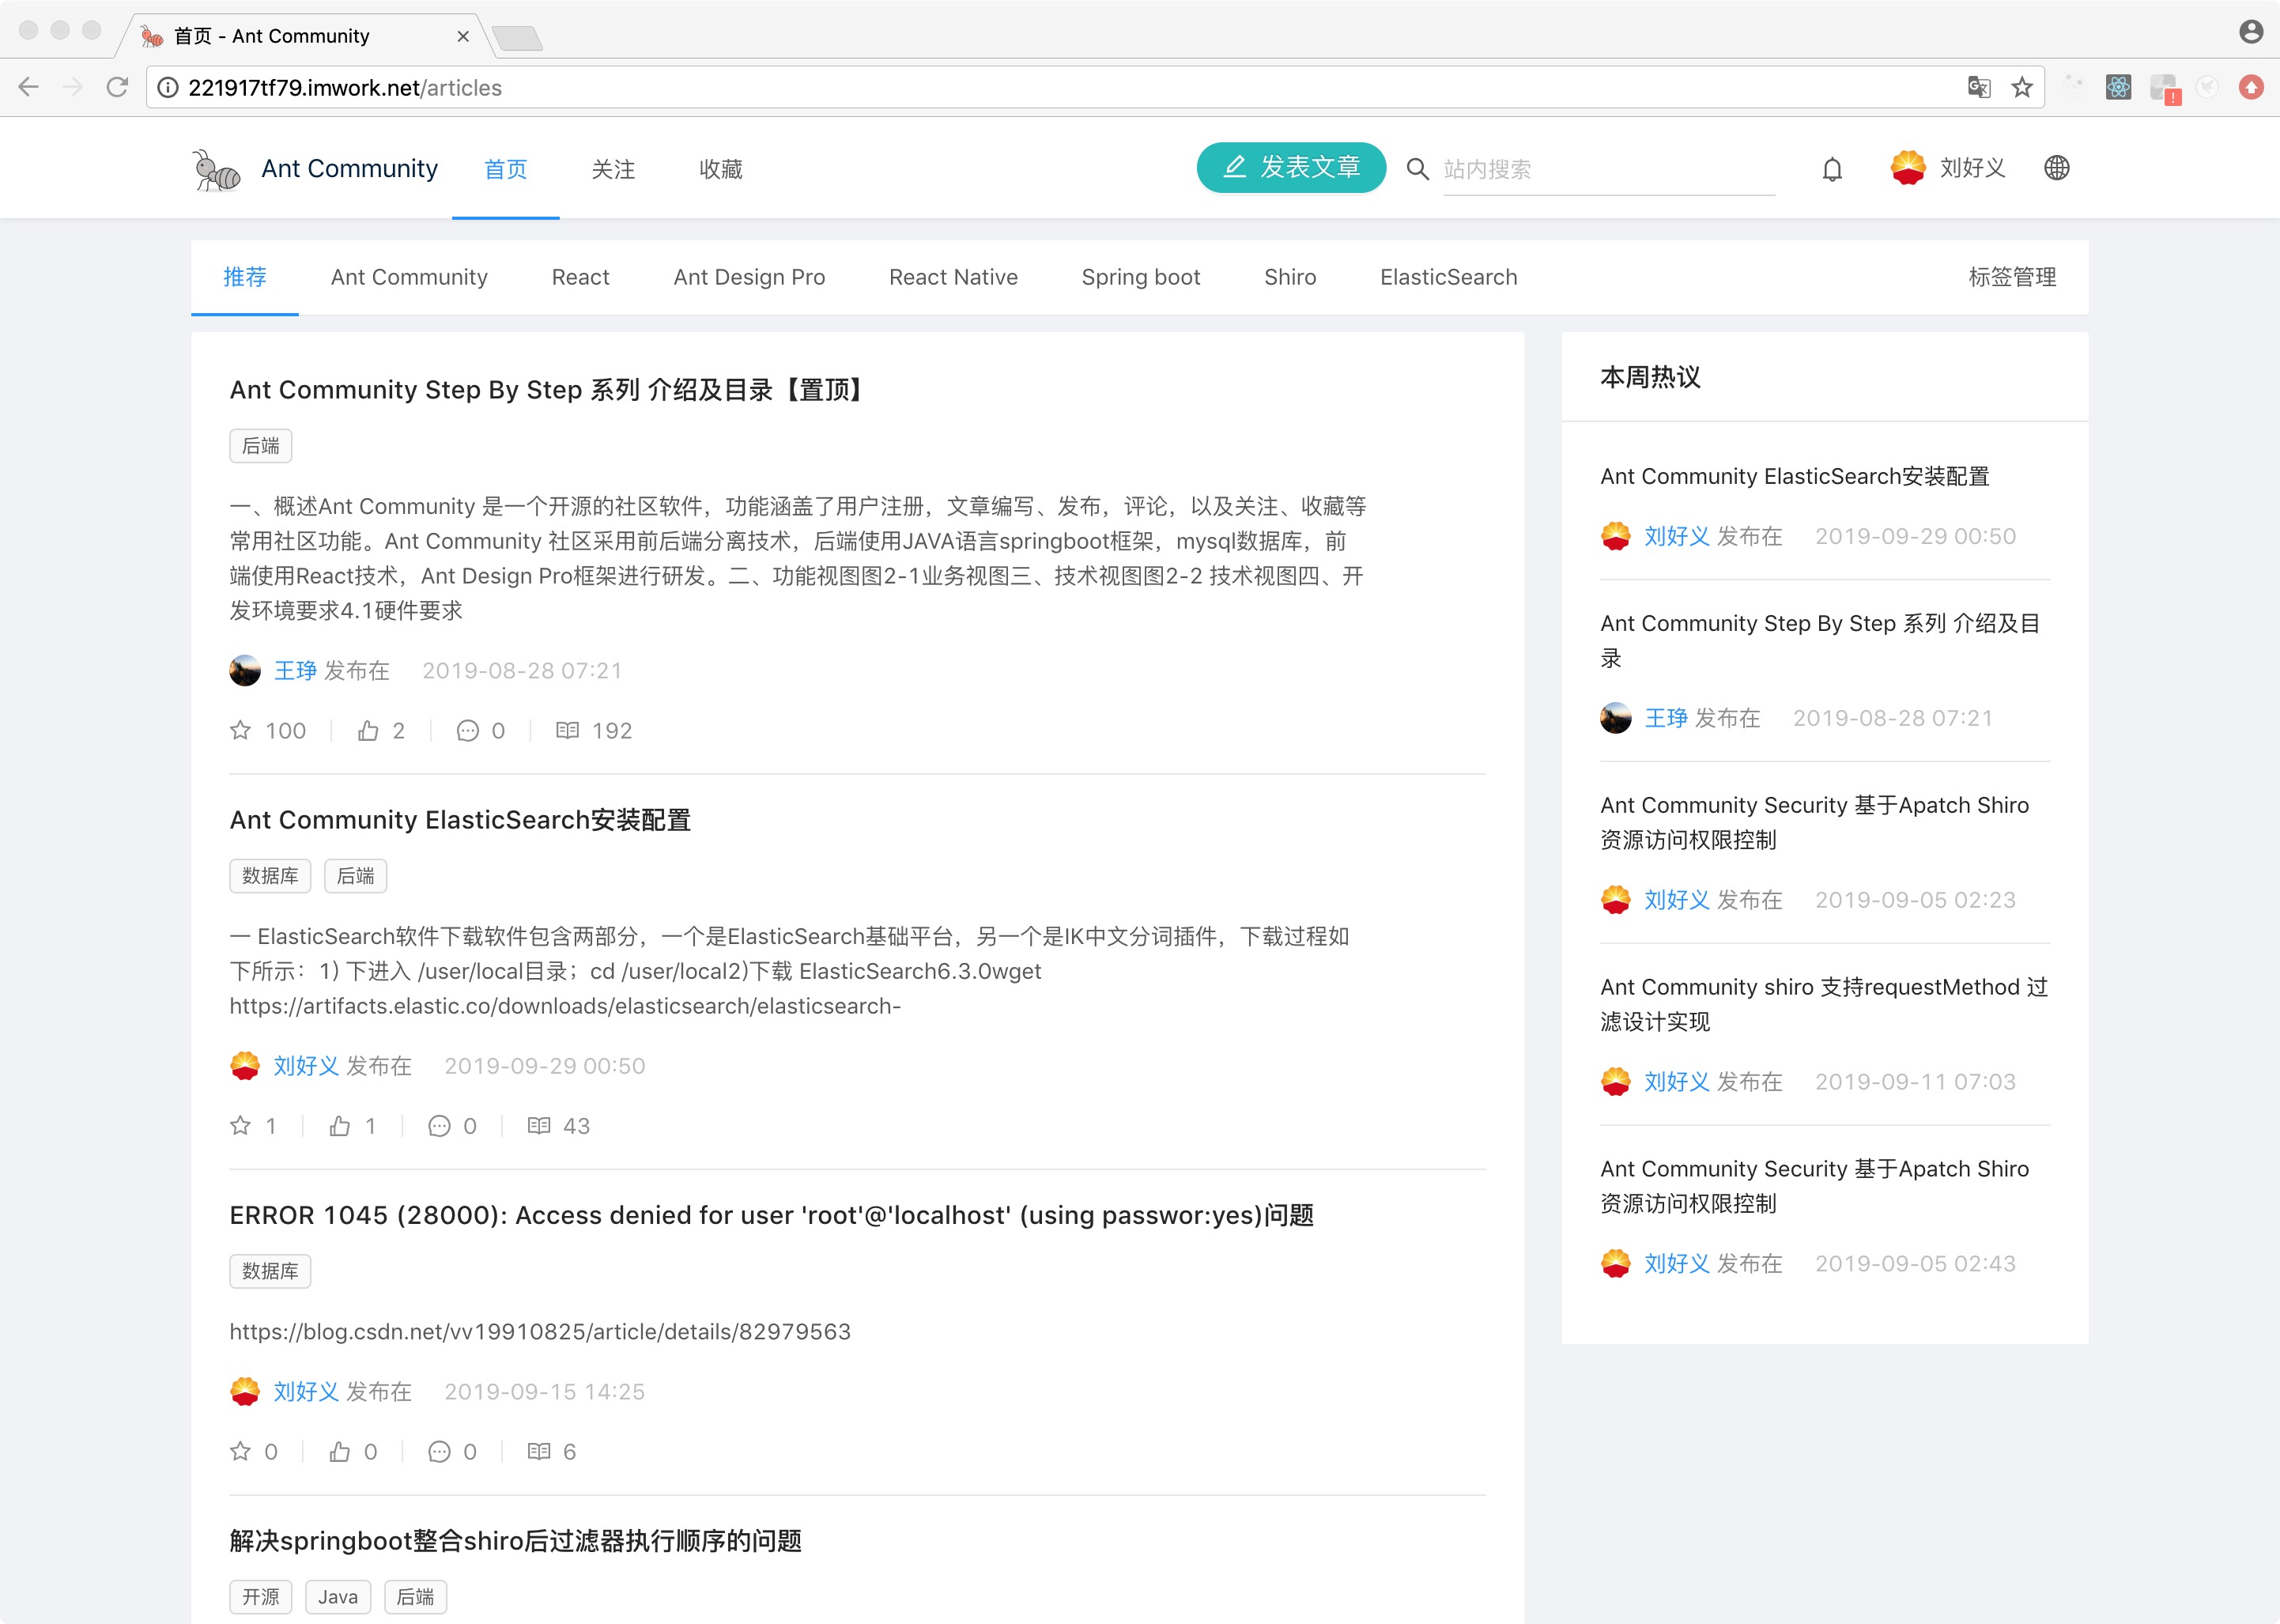 首页 - Ant Community
221917tf79.imwork.net/articles
Ant Community 首页 关注 收藏 发表文章 站内搜索 刘好义
推荐 Ant Community React Ant Design Pro React Native Spring boot Shiro ElasticSearch 标签管理
Ant Community Step By Step 系列 介绍及目录【置顶】
后端
一、概述Ant Community 是一个开源的社区软件，功能涵盖了用户注册，文章编写、发布，评论，以及关注、收藏等
常用社区功能。Ant Community 社区采用前后端分离技术，后端使用JAVA语言springboot框架，mysql数据库，前
端使用React技术，Ant Design Pro框架进行研发。二、功能视图图2-1业务视图三、技术视图图2-2 技术视图四、开
发环境要求4.1硬件要求
王琤 发布在 2019-08-28 07:21
100 2 0 192
Ant Community ElasticSearch安装配置
数据库 后端
一 ElasticSearch软件下载软件包含两部分，一个是ElasticSearch基础平台，另一个是IK中文分词插件，下载过程如
下所示：1) 下进入 /user/local目录；cd /user/local2)下载 ElasticSearch6.3.0wget
https://artifacts.elastic.co/downloads/elasticsearch/elasticsearch-
刘好义 发布在 2019-09-29 00:50
1 1 0 43
ERROR 1045 (28000): Access denied for user 'root'@'localhost' (using passwor:yes)问题
数据库
https://blog.csdn.net/vv19910825/article/details/82979563
刘好义 发布在 2019-09-15 14:25
0 0 0 6
解决springboot整合shiro后过滤器执行顺序的问题
开源 Java 后端
本周热议
Ant Community ElasticSearch安装配置
刘好义 发布在 2019-09-29 00:50
Ant Community Step By Step 系列 介绍及目
录
王琤 发布在 2019-08-28 07:21
Ant Community Security 基于Apatch Shiro
资源访问权限控制
刘好义 发布在 2019-09-05 02:23
Ant Community shiro 支持requestMethod 过
滤设计实现
刘好义 发布在 2019-09-11 07:03
Ant Community Security 基于Apatch Shiro
资源访问权限控制
刘好义 发布在 2019-09-05 02:43